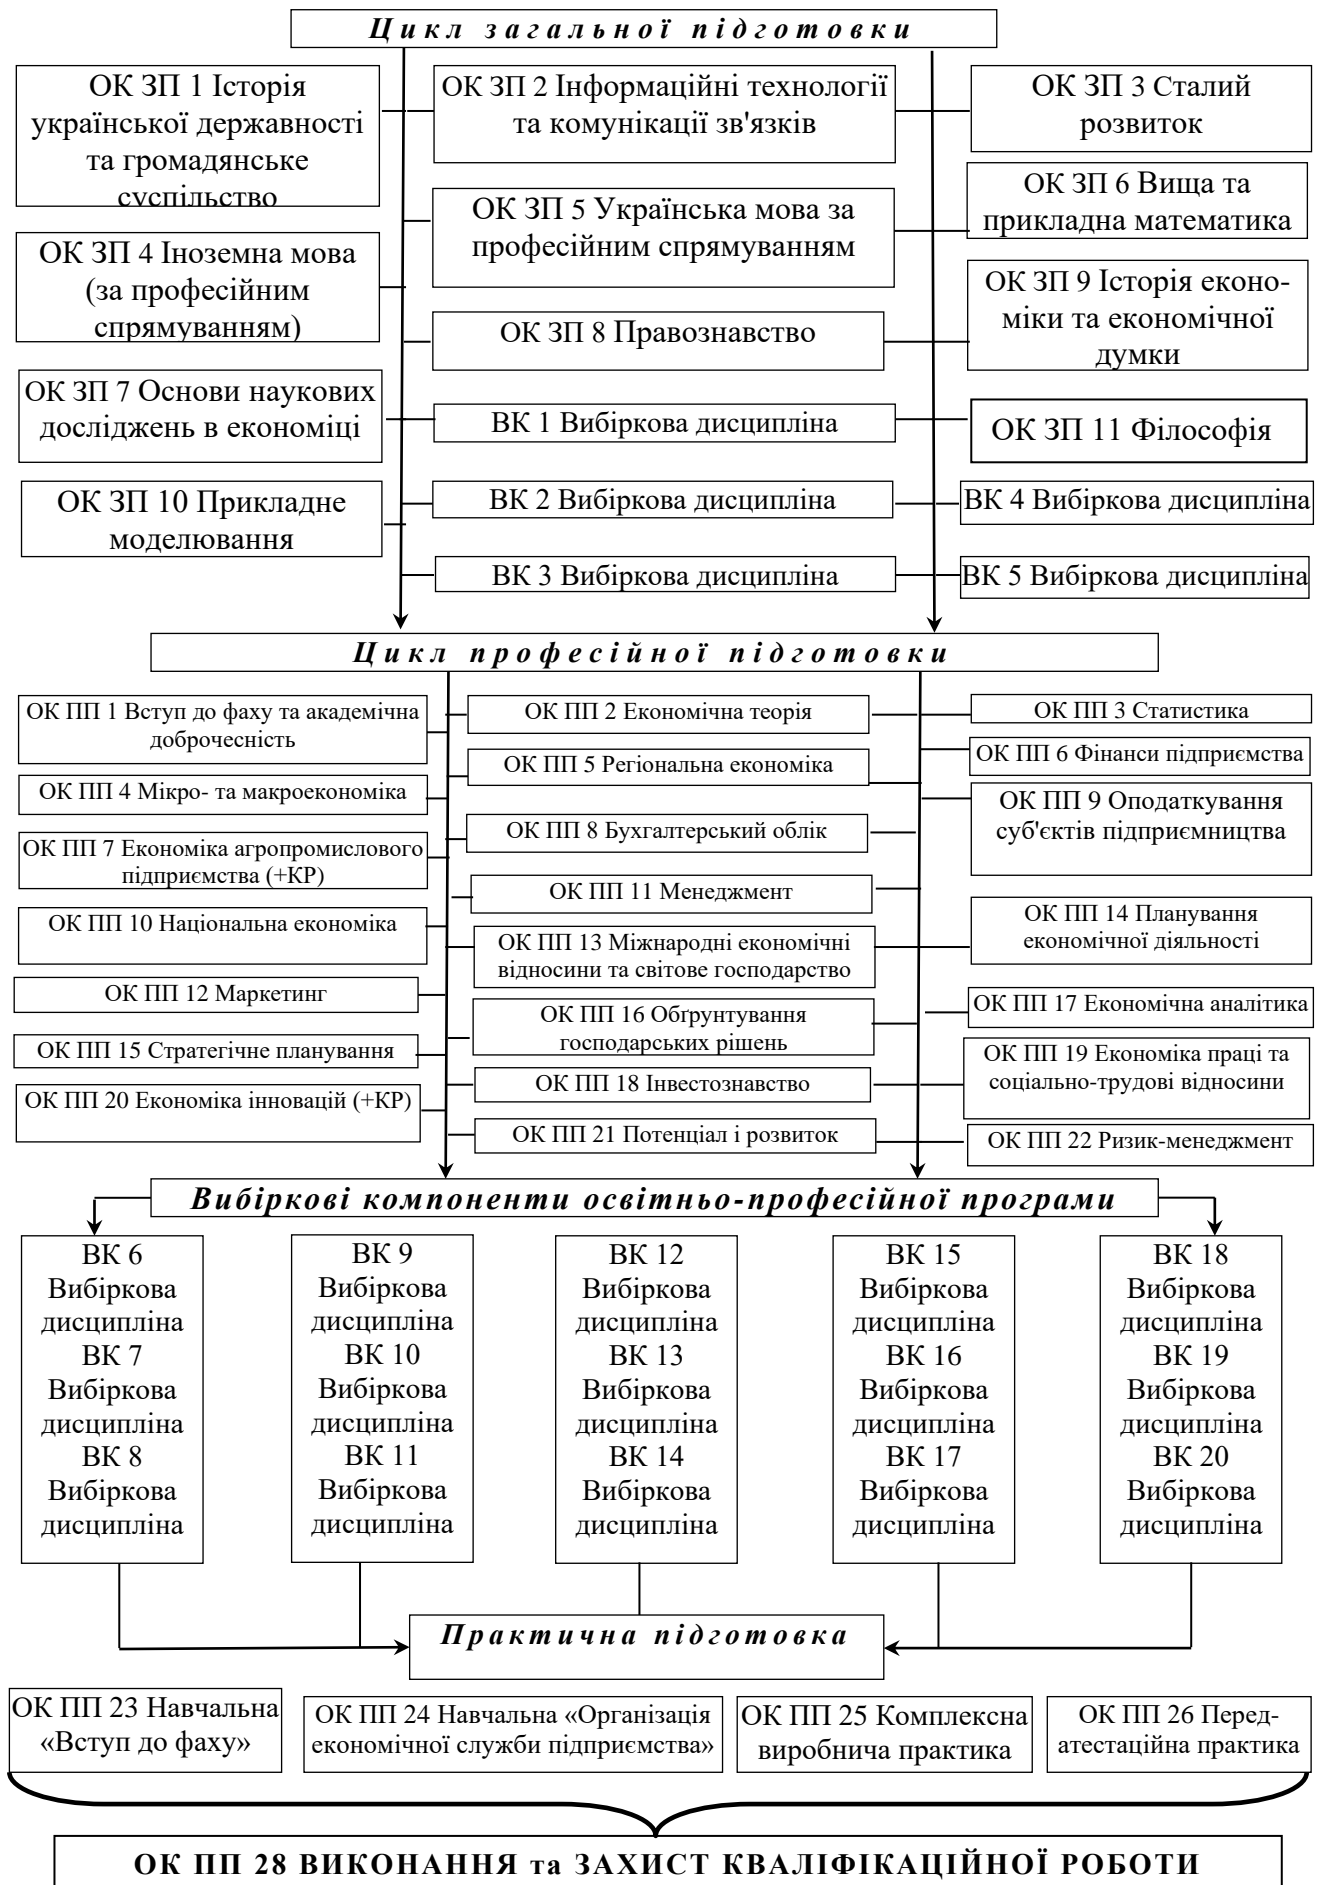 Цикл загальної підготовки
ОК ЗП 1 Історія
української державності
та громадянське
суспільство
ОК ЗП 2 Інформаційні технології
та комунікації зв'язків
ОК ЗП 3 Сталий
розвиток
ОК ЗП 4 Іноземна мова
(за професійним
спрямуванням)
ОК ЗП 5 Українська мова за
професійним спрямуванням
ОК ЗП 6 Вища та
прикладна математика
ОК ЗП 7 Основи наукових
досліджень в економіці
ОК ЗП 8 Правознавство
ОК ЗП 9 Історія еконо-
міки та економічної
думки
ОК ЗП 10 Прикладне
моделювання
ВК 1 Вибіркова дисципліна
ОК ЗП 11 Філософія
ВК 2 Вибіркова дисципліна
ВК 4 Вибіркова дисципліна
ВК 3 Вибіркова дисципліна
ВК 5 Вибіркова дисципліна
Цикл професійної підготовки
ОК ПП 1 Вступ до фаху та академічна
доброчесність
ОК ПП 2 Економічна теорія
ОК ПП 3 Статистика
ОК ПП 4 Мікро- та макроекономіка
ОК ПП 5 Регіональна економіка
ОК ПП 6 Фінанси підприємства
ОК ПП 7 Економіка агропромислового
підприємства (+КР)
ОК ПП 8 Бухгалтерський облік
ОК ПП 9 Оподаткування
суб'єктів підприємництва
ОК ПП 10 Національна економіка
ОК ПП 11 Менеджмент
ОК ПП 12 Маркетинг
ОК ПП 13 Міжнародні економічні
відносини та світове господарство
ОК ПП 14 Планування
економічної діяльності
ОК ПП 15 Стратегічне планування
ОК ПП 16 Обґрунтування
господарських рішень
ОК ПП 17 Економічна аналітика
ОК ПП 18 Інвестознавство
ОК ПП 19 Економіка праці та
соціально-трудові відносини
ОК ПП 20 Економіка інновацій (+КР)
ОК ПП 21 Потенціал і розвиток
ОК ПП 22 Ризик-менеджмент
Вибіркові компоненти освітньо-професійної програми
ВК 6
Вибіркова
дисципліна
ВК 7
Вибіркова
дисципліна
ВК 8
Вибіркова
дисципліна
ВК 9
Вибіркова
дисципліна
ВК 10
Вибіркова
дисципліна
ВК 11
Вибіркова
дисципліна
ВК 12
Вибіркова
дисципліна
ВК 13
Вибіркова
дисципліна
ВК 14
Вибіркова
дисципліна
ВК 15
Вибіркова
дисципліна
ВК 16
Вибіркова
дисципліна
ВК 17
Вибіркова
дисципліна
ВК 18
Вибіркова
дисципліна
ВК 19
Вибіркова
дисципліна
ВК 20
Вибіркова
дисципліна
Практична підготовка
ОК ПП 23 Навчальна
«Вступ до фаху»
ОК ПП 24 Навчальна «Організація
економічної служби підприємства»
ОК ПП 25 Комплексна
виробнича практика
ОК ПП 26 Перед-
атестаційна практика
ОК ПП 28 ВИКОНАННЯ та ЗАХИСТ КВАЛІФІКАЦІЙНОЇ РОБОТИ